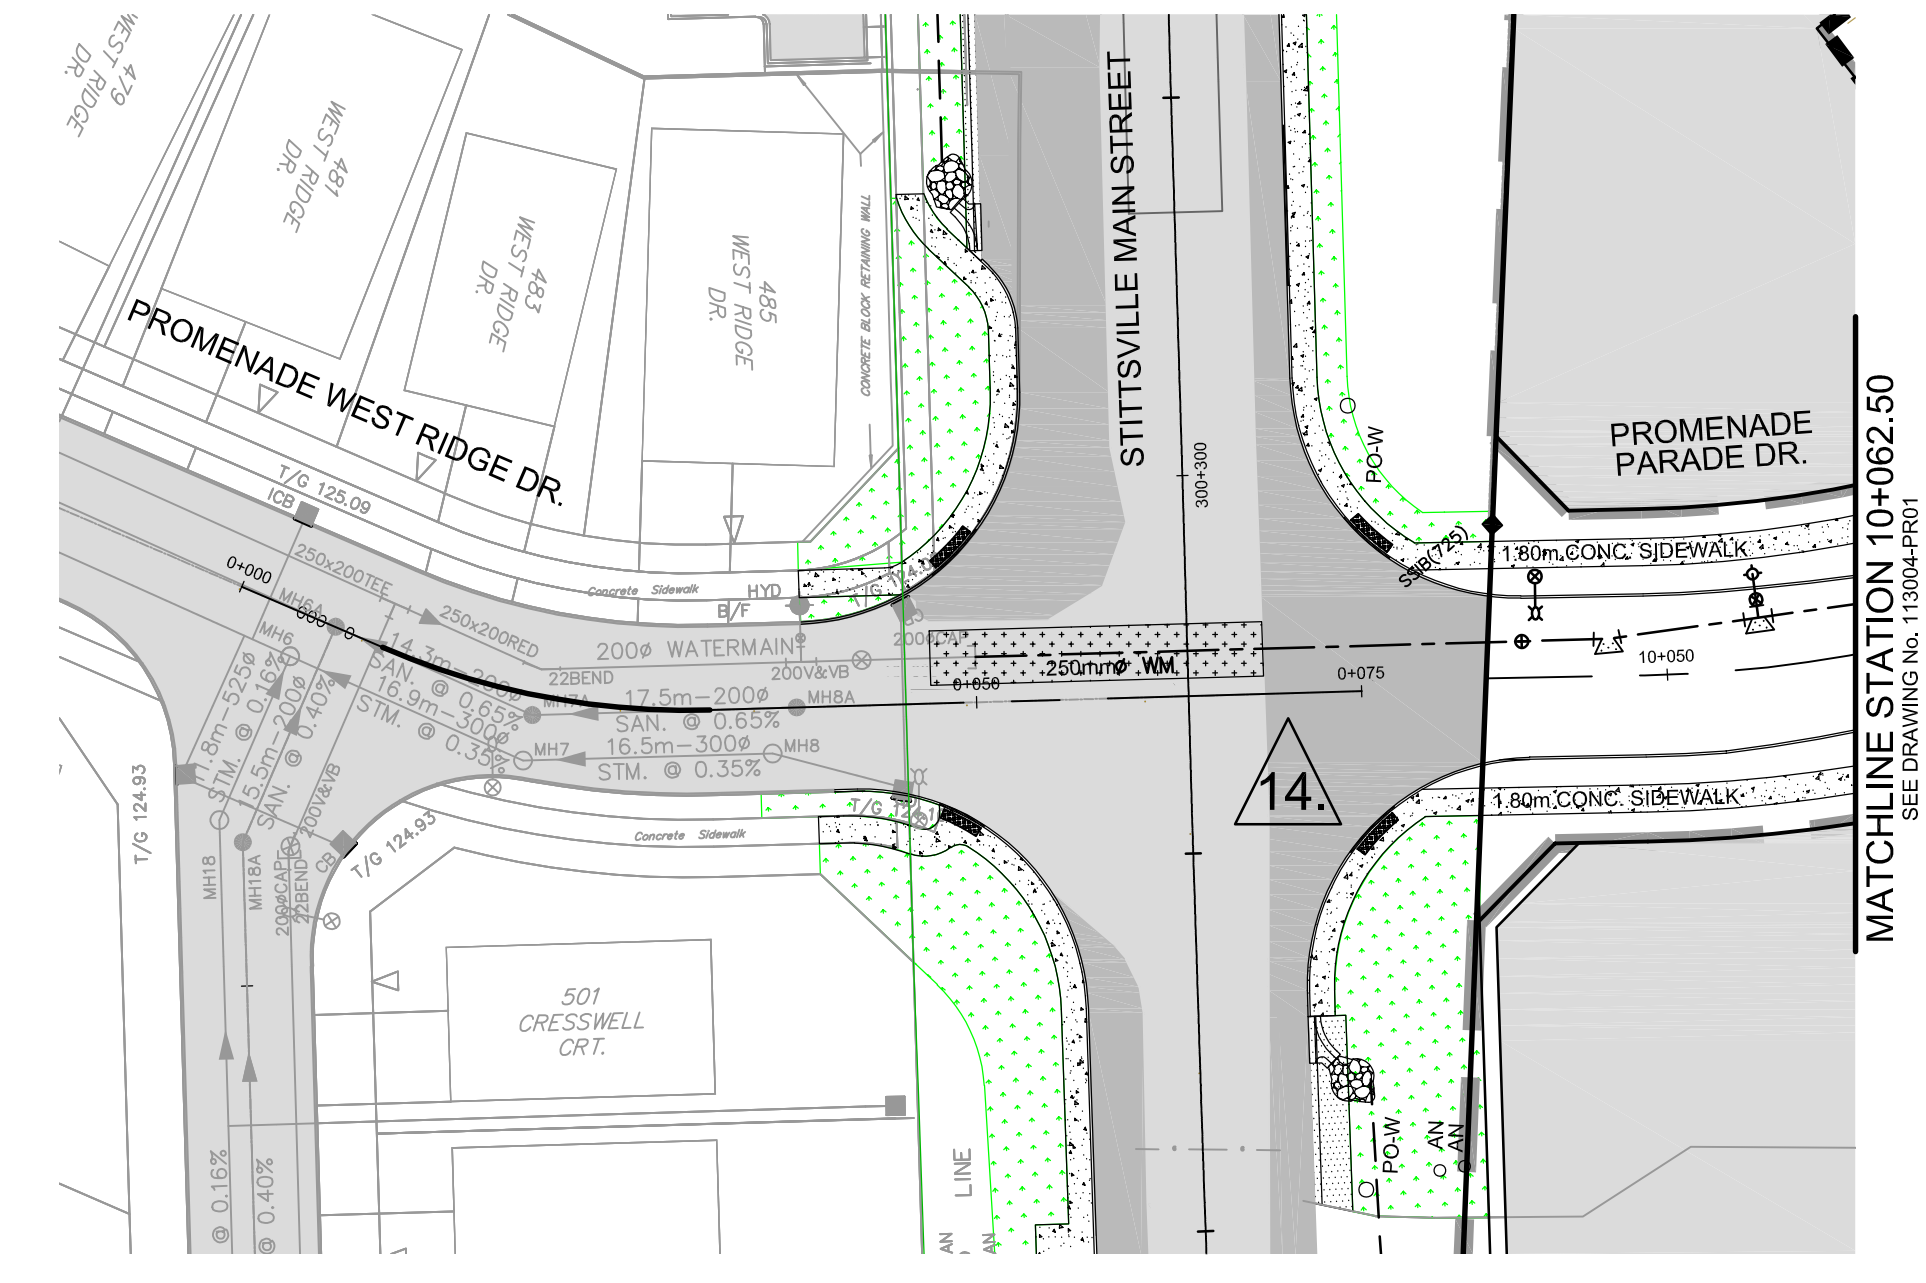 479
WEST RIDGE
DR.
481
WEST RIDGE
DR.
483
WEST RIDGE
DR.
485
WEST RIDGE
DR.
CONCRETE BLOCK RETAINING WALL
PROMENADE WEST RIDGE DR.
STITTSVILLE MAIN STREET
300+300
PO-W
SSIB(725)
PROMENADE
PARADE DR.
1.80m CONC. SIDEWALK
MATCHLINE STATION 10+062.50
SEE DRAWING No. 113004-PR01
T/G 125.09
ICB
250x200TEE
250x200RED
0+000
MH6A
MH6
Concrete Sidewalk
HYD
B/F
200ø WATERMAIN
200øCAP
22BEND
200V&VB
250mmø WM
0+050
0+075
10+050
14.3m-200ø
SAN. @ 0.65%
16.9m-300ø
STM. @ 0.35%
MH7A
17.5m-200ø
SAN. @ 0.65%
MH8A
MH7
16.5m-300ø
STM. @ 0.35%
MH8
STM. @ 0.16%
15.5m-200ø
SAN. @ 0.40%
200V&VB
T/G 124.93
T/G 124.93
CB
MH18
MH18A
200øCAP
22BEND
Concrete Sidewalk
14.
1.80m CONC. SIDEWALK
501
CRESSWELL
CRT.
@ 0.16%
@ 0.40%
LINE
AN
AN
PO-W
AN
AN